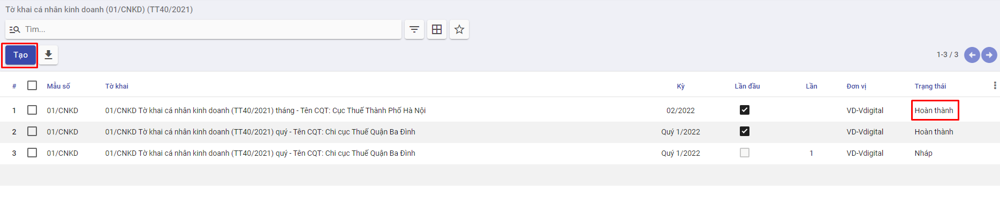 Tờ khai cá nhân kinh doanh (01/CNKD) (TT40/2021)
Tìm...
Tạo
1-3 / 3
# Mẫu số Tờ khai Kỳ Lần đầu Lần Đơn vị Trạng thái
1 01/CNKD 01/CNKD Tờ khai cá nhân kinh doanh (TT40/2021) tháng - Tên CQT: Cục Thuế Thành Phố Hà Nội 02/2022 VD-Vdigital Hoàn thành
2 01/CNKD 01/CNKD Tờ khai cá nhân kinh doanh (TT40/2021) quý - Tên CQT: Chi cục Thuế Quận Ba Đình Quý 1/2022 VD-Vdigital Hoàn thành
3 01/CNKD 01/CNKD Tờ khai cá nhân kinh doanh (TT40/2021) quý - Tên CQT: Chi cục Thuế Quận Ba Đình Quý 1/2022 1 VD-Vdigital Nháp